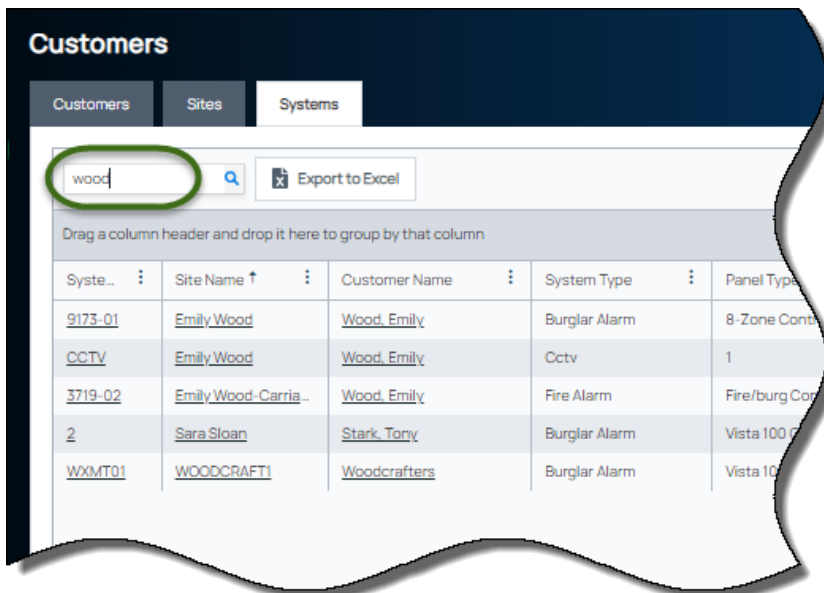 Customers
Customers Sites Systems
wood Export to Excel
Drag a column header and drop it here to group by that column
Syste... Site Name ↑ Customer Name System Type Panel Type
9173-01 Emily Wood Wood, Emily Burglar Alarm 8-Zone Cont
CCTV Emily Wood Wood, Emily Cctv 1
3719-02 Emily Wood-Carria... Wood, Emily Fire Alarm Fire/burg Con
2 Sara Sloan Stark, Tony Burglar Alarm Vista 100
WXMT01 WOODCRAFT1 Woodcrafters Burglar Alarm Vista 10